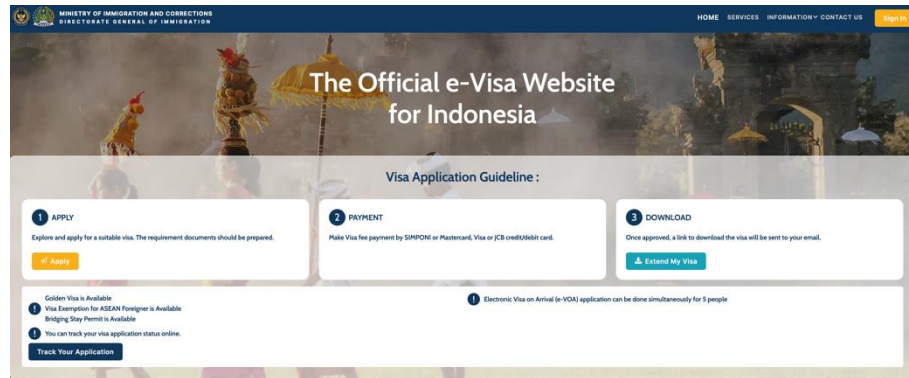 MINISTRY OF IMMIGRATION AND CORRECTIONS
DIRECTORATE GENERAL OF IMMIGRATION
HOME SERVICES INFORMATION CONTACT US Sign In
The Official e-Visa Website
for Indonesia
Visa Application Guideline :
1 APPLY
Explore and apply for a suitable visa. The requirement documents should be prepared.
Apply
2 PAYMENT
Make Visa fee payment by SIMPONI or Mastercard, Visa or JCB credit/debit card.
3 DOWNLOAD
Once approved, a link to download the visa will be sent to your email.
Extend My Visa
Golden Visa is Available
! Visa Exemption for ASEAN Foreigner is Available
Bridging Stay Permit is Available
! You can track your visa application status online.
Track Your Application
! Electronic Visa on Arrival (e-VOA) application can be done simultaneously for 5 people